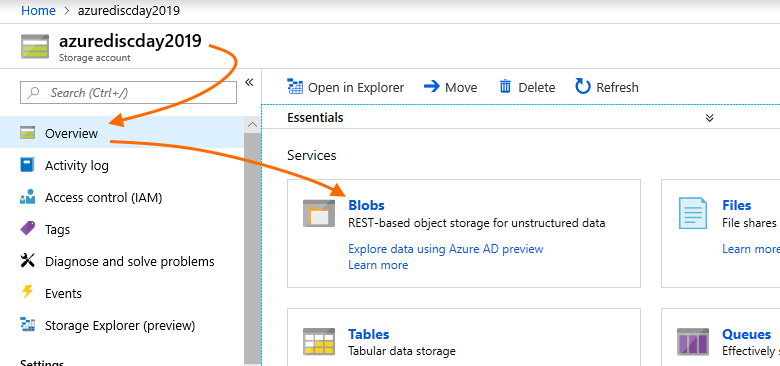 Home > azurediscday2019
azurediscday2019
Storage account
Search (Ctrl+/)
Overview
Activity log
Access control (IAM)
Tags
Diagnose and solve problems
Events
Storage Explorer (preview)
Settings
Open in Explorer
Move
Delete
Refresh
Essentials
Services
Blobs
REST-based object storage for unstructured data
Explore data using Azure AD preview
Learn more
Files
File shares
Learn more
Tables
Tabular data storage
Queues
Effectively